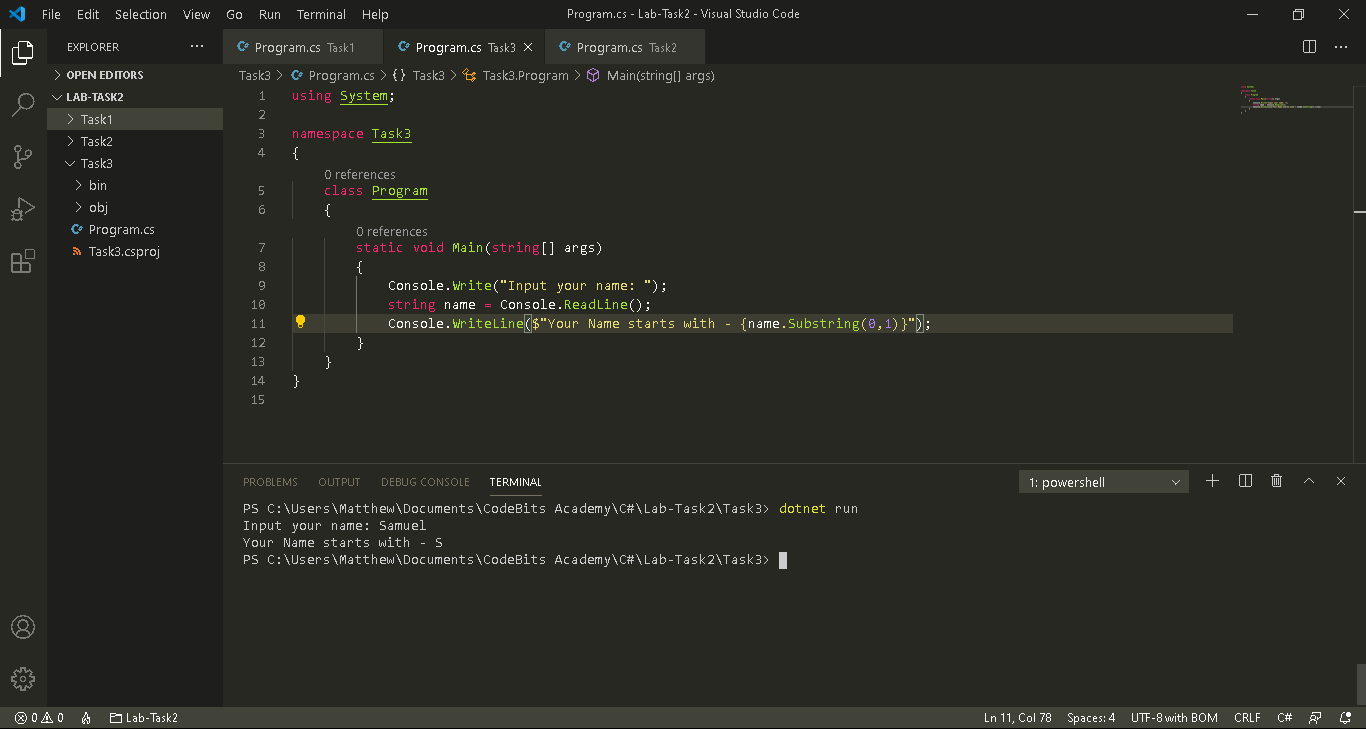 File Edit Selection View Go Run Terminal Help Program.cs - Lab-Task2 - Visual Studio Code
EXPLORER
Program.cs Task1 Program.cs Task3 Program.cs Task2
OPEN EDITORS
LAB-TASK2
Task1
Task2
Task3
bin
obj
Program.cs
Task3.csproj
Task3 > Program.cs > {} Task3 > Task3.Program > Main(string[] args)
1 using System;
2
3 namespace Task3
4 {
0 references
5 class Program
6 {
0 references
7 static void Main(string[] args)
8 {
9 Console.Write("Input your name: ");
10 string name = Console.ReadLine();
11 Console.WriteLine($"Your Name starts with - {name.Substring(0,1)}");
12 }
13 }
14 }
15
PROBLEMS OUTPUT DEBUG CONSOLE TERMINAL 1: powershell
PS C:\Users\Matthew\Documents\CodeBits Academy\C#\Lab-Task2\Task3> dotnet run
Input your name: Samuel
Your Name starts with - S
PS C:\Users\Matthew\Documents\CodeBits Academy\C#\Lab-Task2\Task3>
0 0 Lab-Task2 Ln 11, Col 78 Spaces: 4 UTF-8 with BOM CRLF C#